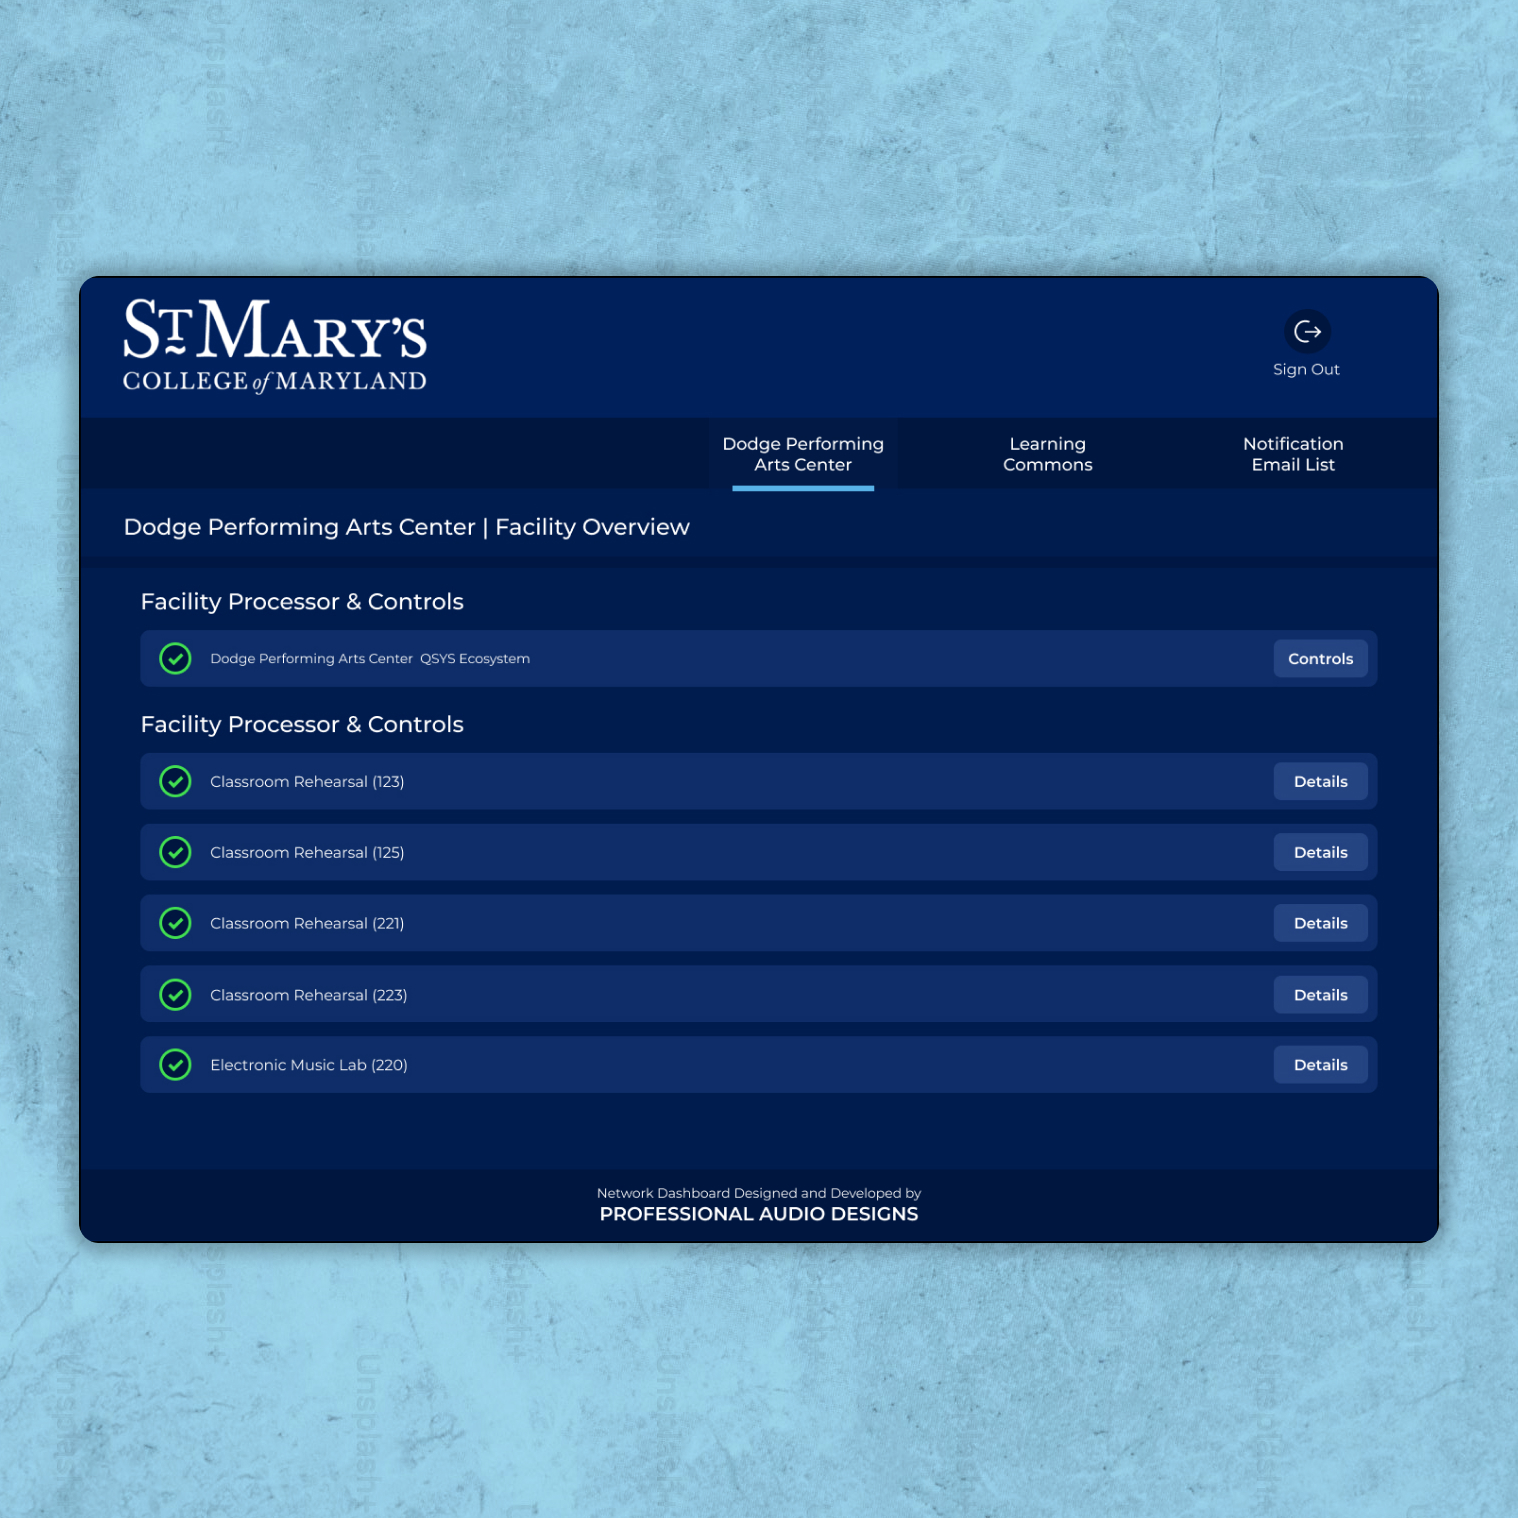 ST MARY'S
COLLEGE of MARYLAND
Sign Out
Dodge Performing
Arts Center
Learning
Commons
Notification
Email List
Dodge Performing Arts Center | Facility Overview
Facility Processor & Controls
Dodge Performing Arts Center QSYS Ecosystem
Controls
Facility Processor & Controls
Classroom Rehearsal (123)
Details
Classroom Rehearsal (125)
Details
Classroom Rehearsal (221)
Details
Classroom Rehearsal (223)
Details
Electronic Music Lab (220)
Details
Network Dashboard Designed and Developed by
PROFESSIONAL AUDIO DESIGNS